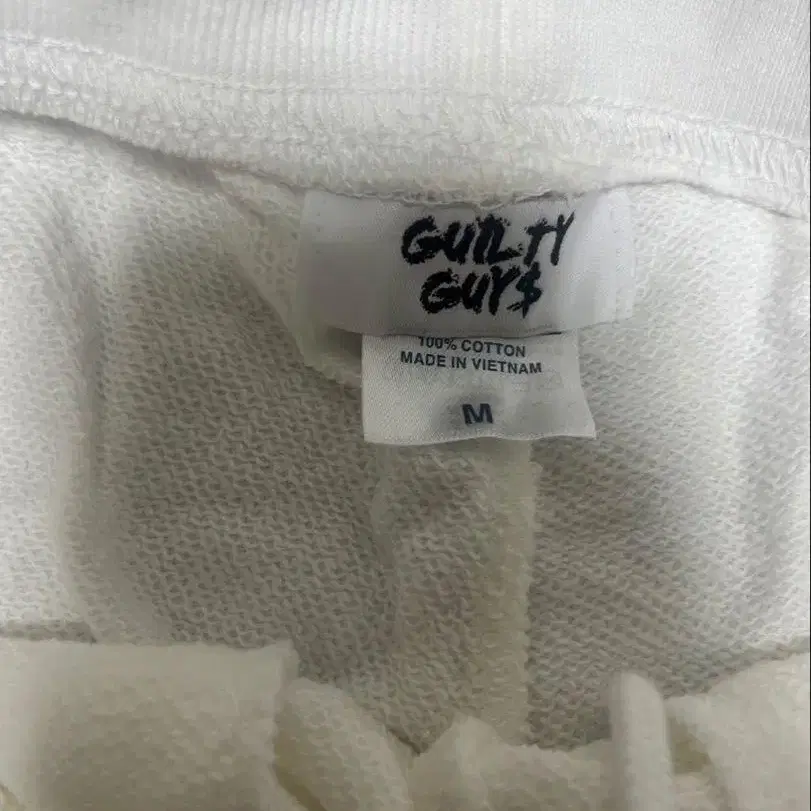 GUILTY
GUY$
100% COTTON
MADE IN VIETNAM
M